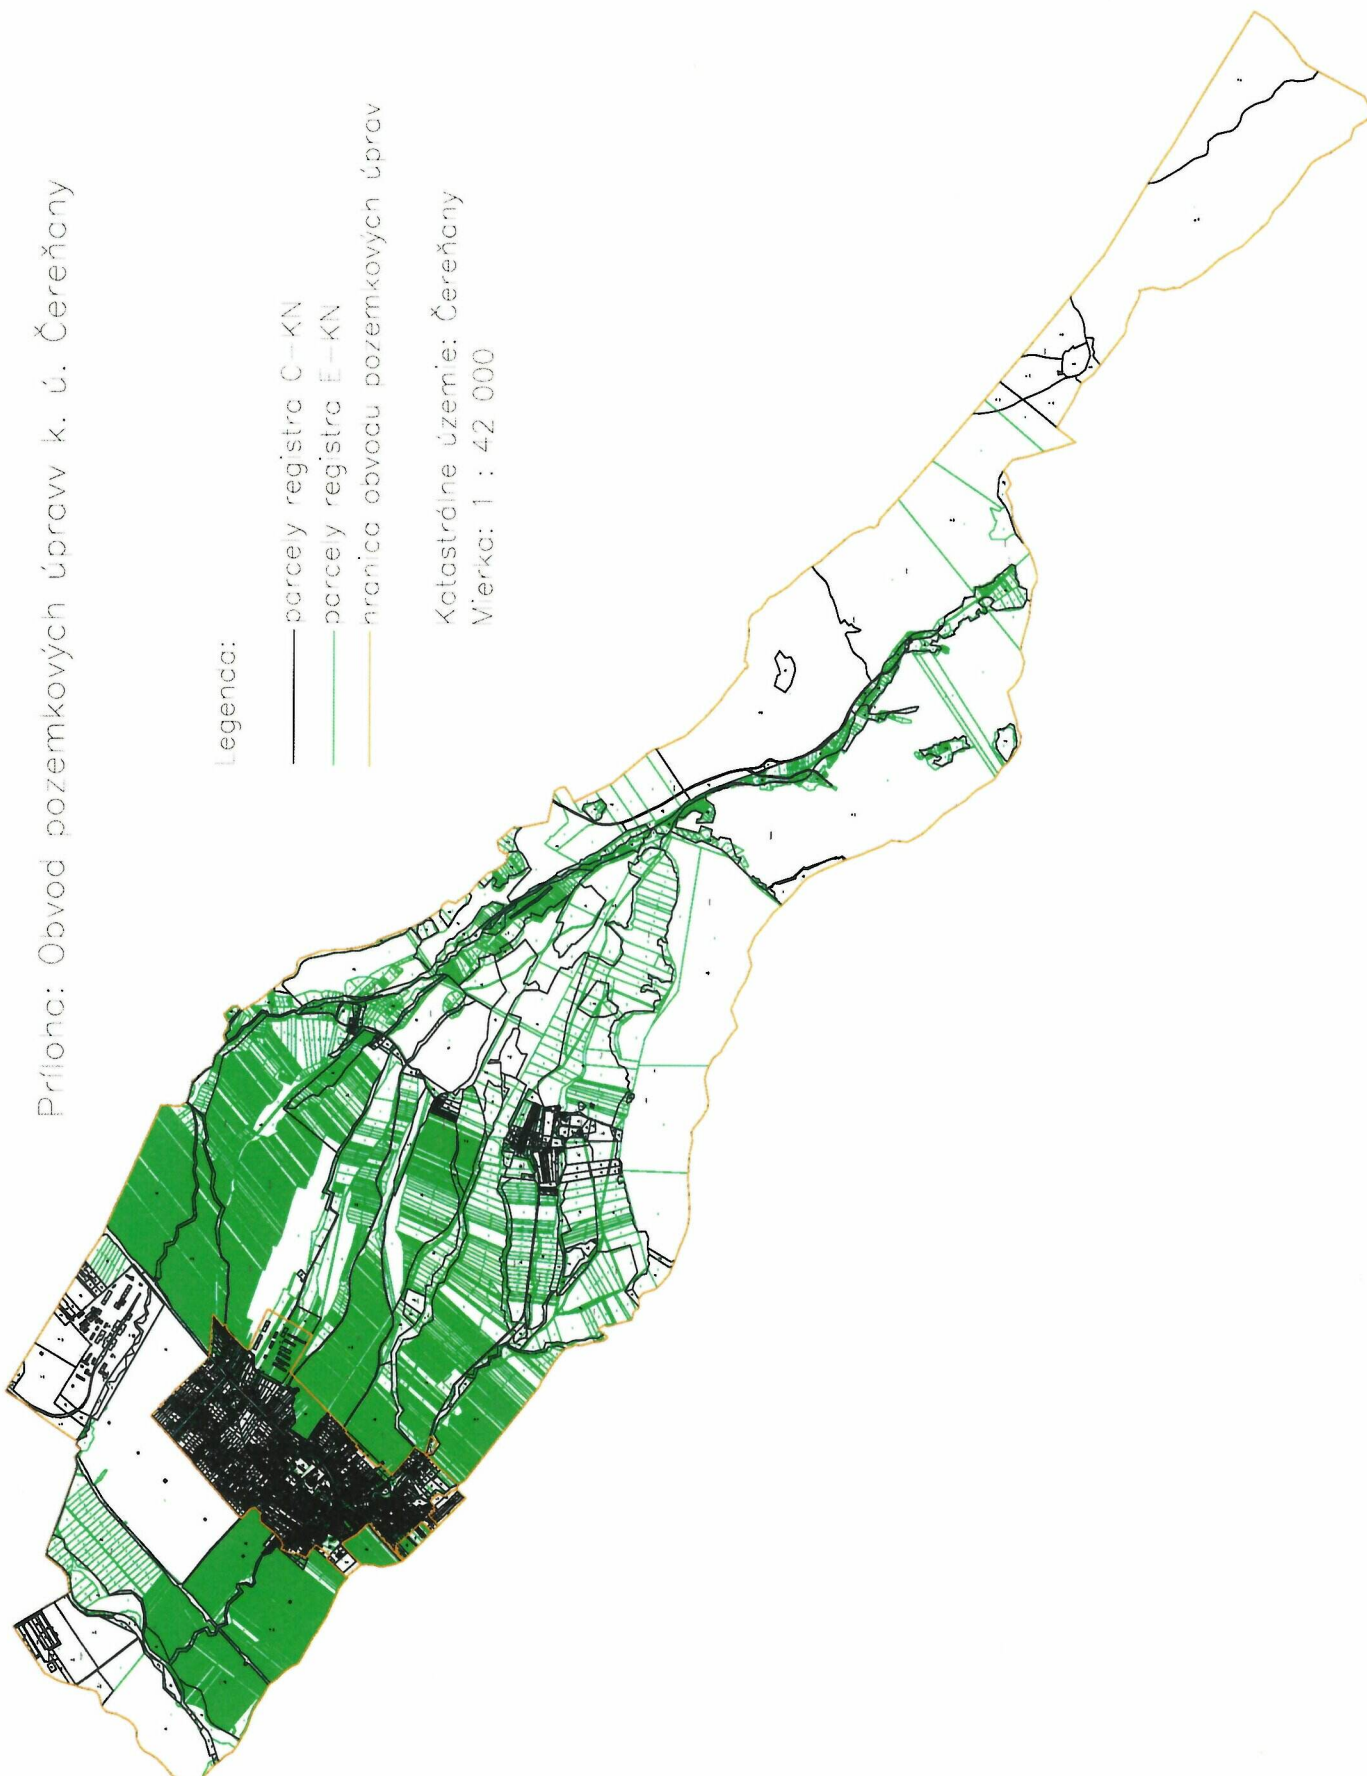 Príloha: Obvod pozemkových úpravv k. ú. Čereňany
Legenda:
parcely registra C-KN
parcely registra E-KN
hranica obvodu pozemkových úprav
Katastrálne územie: Čereňany
Mierka: 1 : 42 000